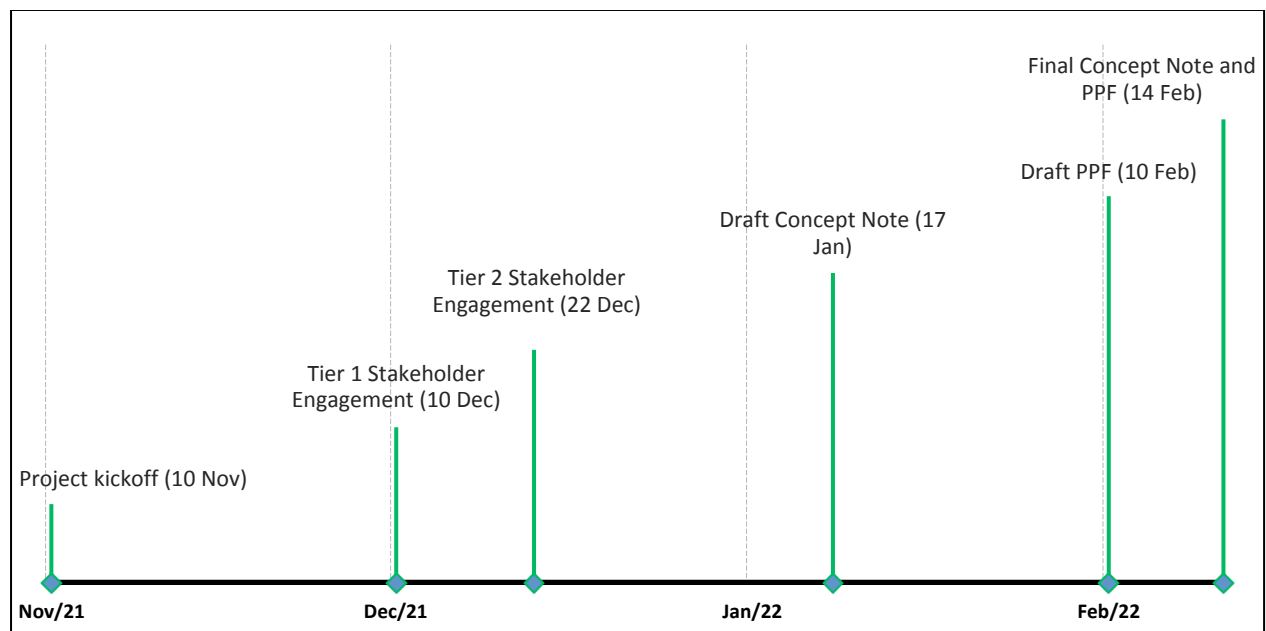 Final Concept Note and
PPF (14 Feb)
Draft PPF (10 Feb)
Draft Concept Note (17
Jan)
Tier 2 Stakeholder
Engagement (22 Dec)
Tier 1 Stakeholder
Engagement (10 Dec)
Project kickoff (10 Nov)
Nov/21
Dec/21
Jan/22
Feb/22